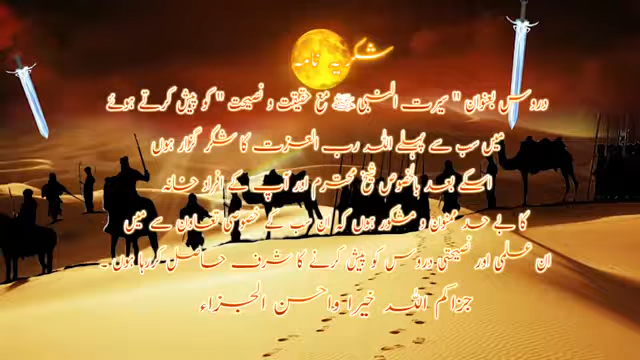 شکریہ نامہ
دروس بعنوان " سیرت النبی ﷺ مع حقیقت و نصیحت " کو پیش کرتے ہوئے
میں سب سے پہلے اللہ رب العزت کا شکر گزار ہوں
اسکے بعد بالخصوص شیخ محترم اور آپ کے افراد خانہ
کا بے حد ممنون و مشکور ہوں کہ ان سب کے خصوصی تعاون سے میں
ان علمی اور نصیحتی دروس کو پیش کرنے کا شرف حاصل کررہا ہوں ۔
جزاکم اللہ خیرا واحسن الجزاء